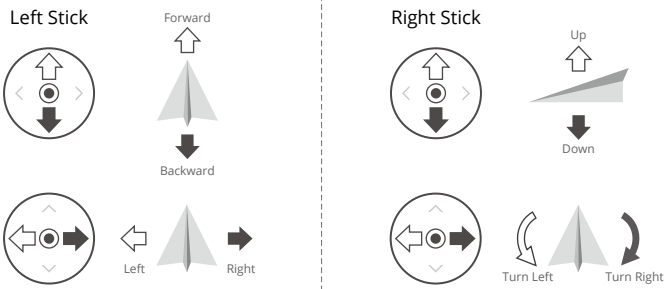 Left Stick
Forward
Backward
Left
Right
Right Stick
Up
Down
Turn Left
Turn Right